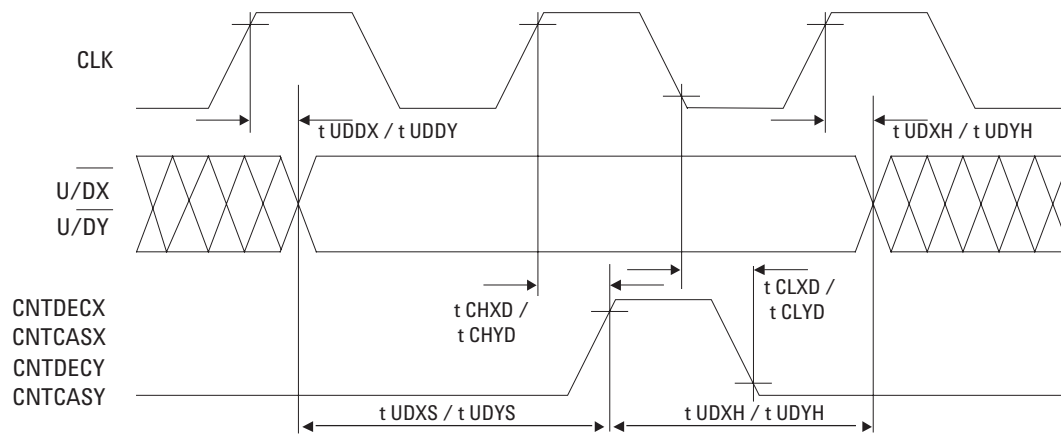 CLK
t UDDX / t UDDY
t UDXH / t UDYH
U/DX
U/DY
t CHXD /
t CHYD
t CLXD /
t CLYD
CNTDECX
CNTCASX
CNTDECY
CNTCASY
t UDXS / t UDYS
t UDXH / t UDYH